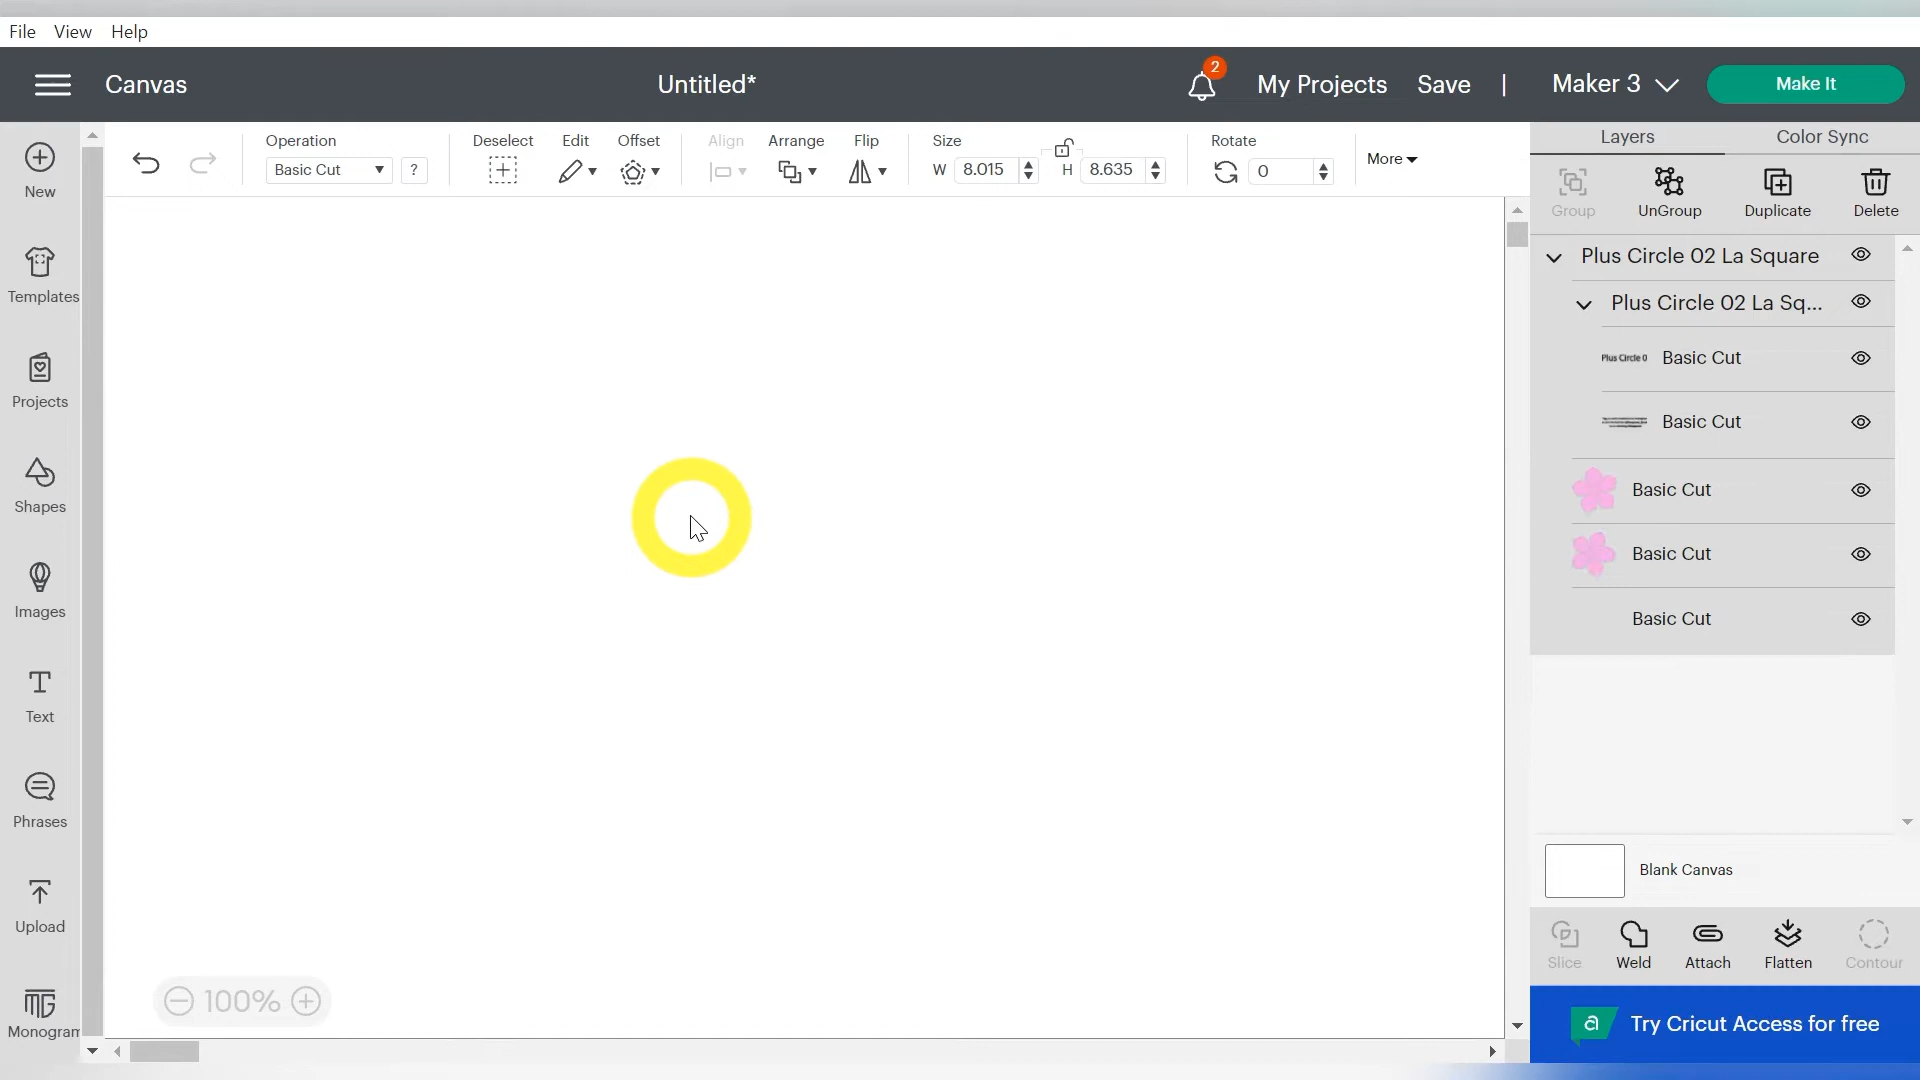 File View Help
Canvas Untitled* 2 My Projects Save | Maker 3 Make It
Operation Deselect Edit Offset Align Arrange Flip Size Rotate
Basic Cut ? W 8.015 H 8.635 0 More
Layers Color Sync
Group UnGroup Duplicate Delete
New
Templates
Projects
Shapes
Images
Text
Phrases
Upload
Monogram
Plus Circle 02 La Square
Plus Circle 02 La Sq...
Plus Circle 0 Basic Cut
Basic Cut
Basic Cut
Basic Cut
Basic Cut
Blank Canvas
Slice Weld Attach Flatten Contour
100%
a Try Cricut Access for free